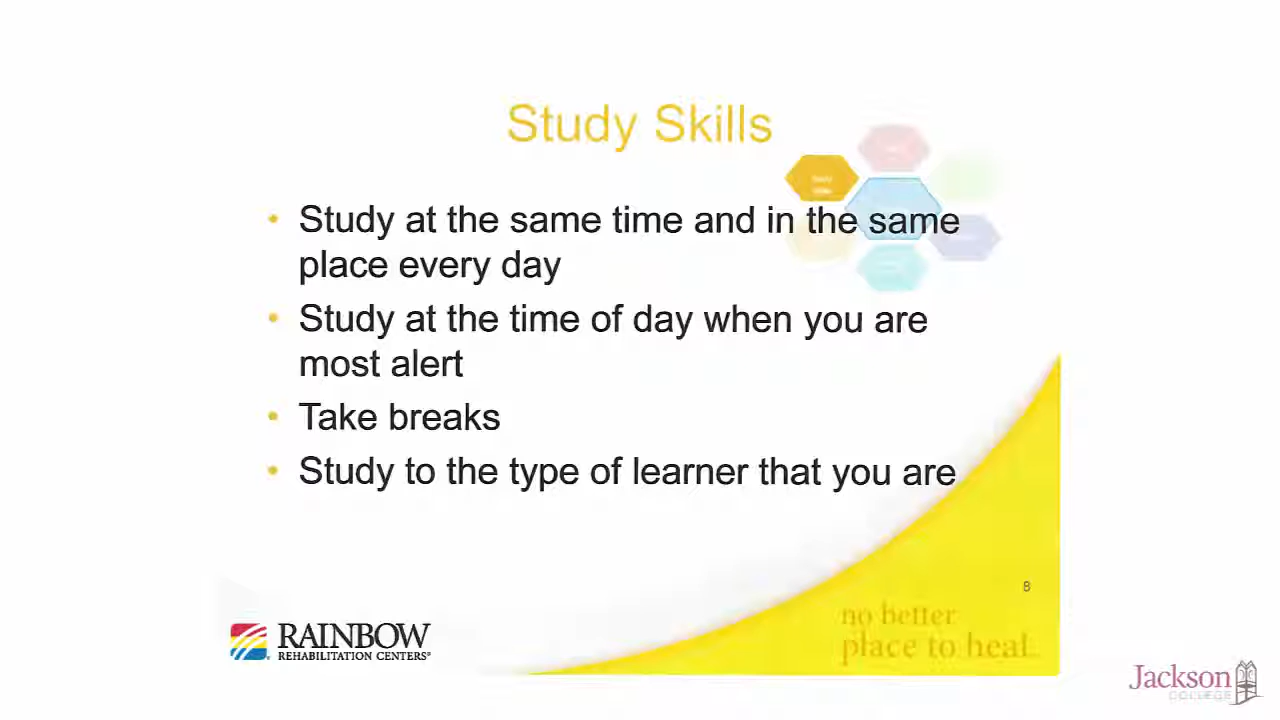 Study Skills
• Study at the same time and in the same
place every day
• Study at the time of day when you are
most alert
• Take breaks
• Study to the type of learner that you are
8
no better
place to heal.
RAINBOW
REHABILITATION CENTERS®
Jackson
COLLEGE